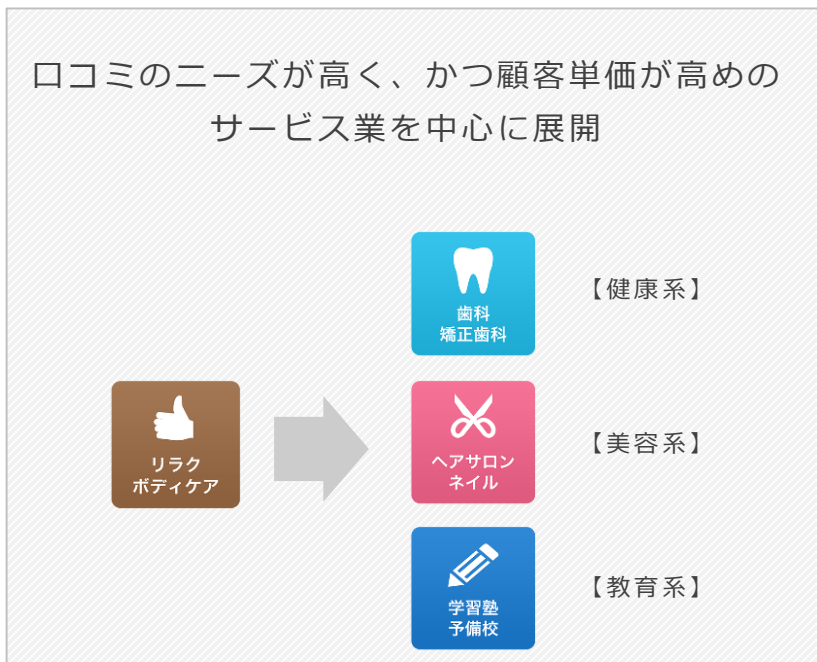 口コミのニーズが高く、かつ顧客単価が高めの
サービス業を中心に展開
歯科
矯正歯科
【健康系】
リラク
ボディケア
ヘアサロン
ネイル
【美容系】
学習塾
予備校
【教育系】